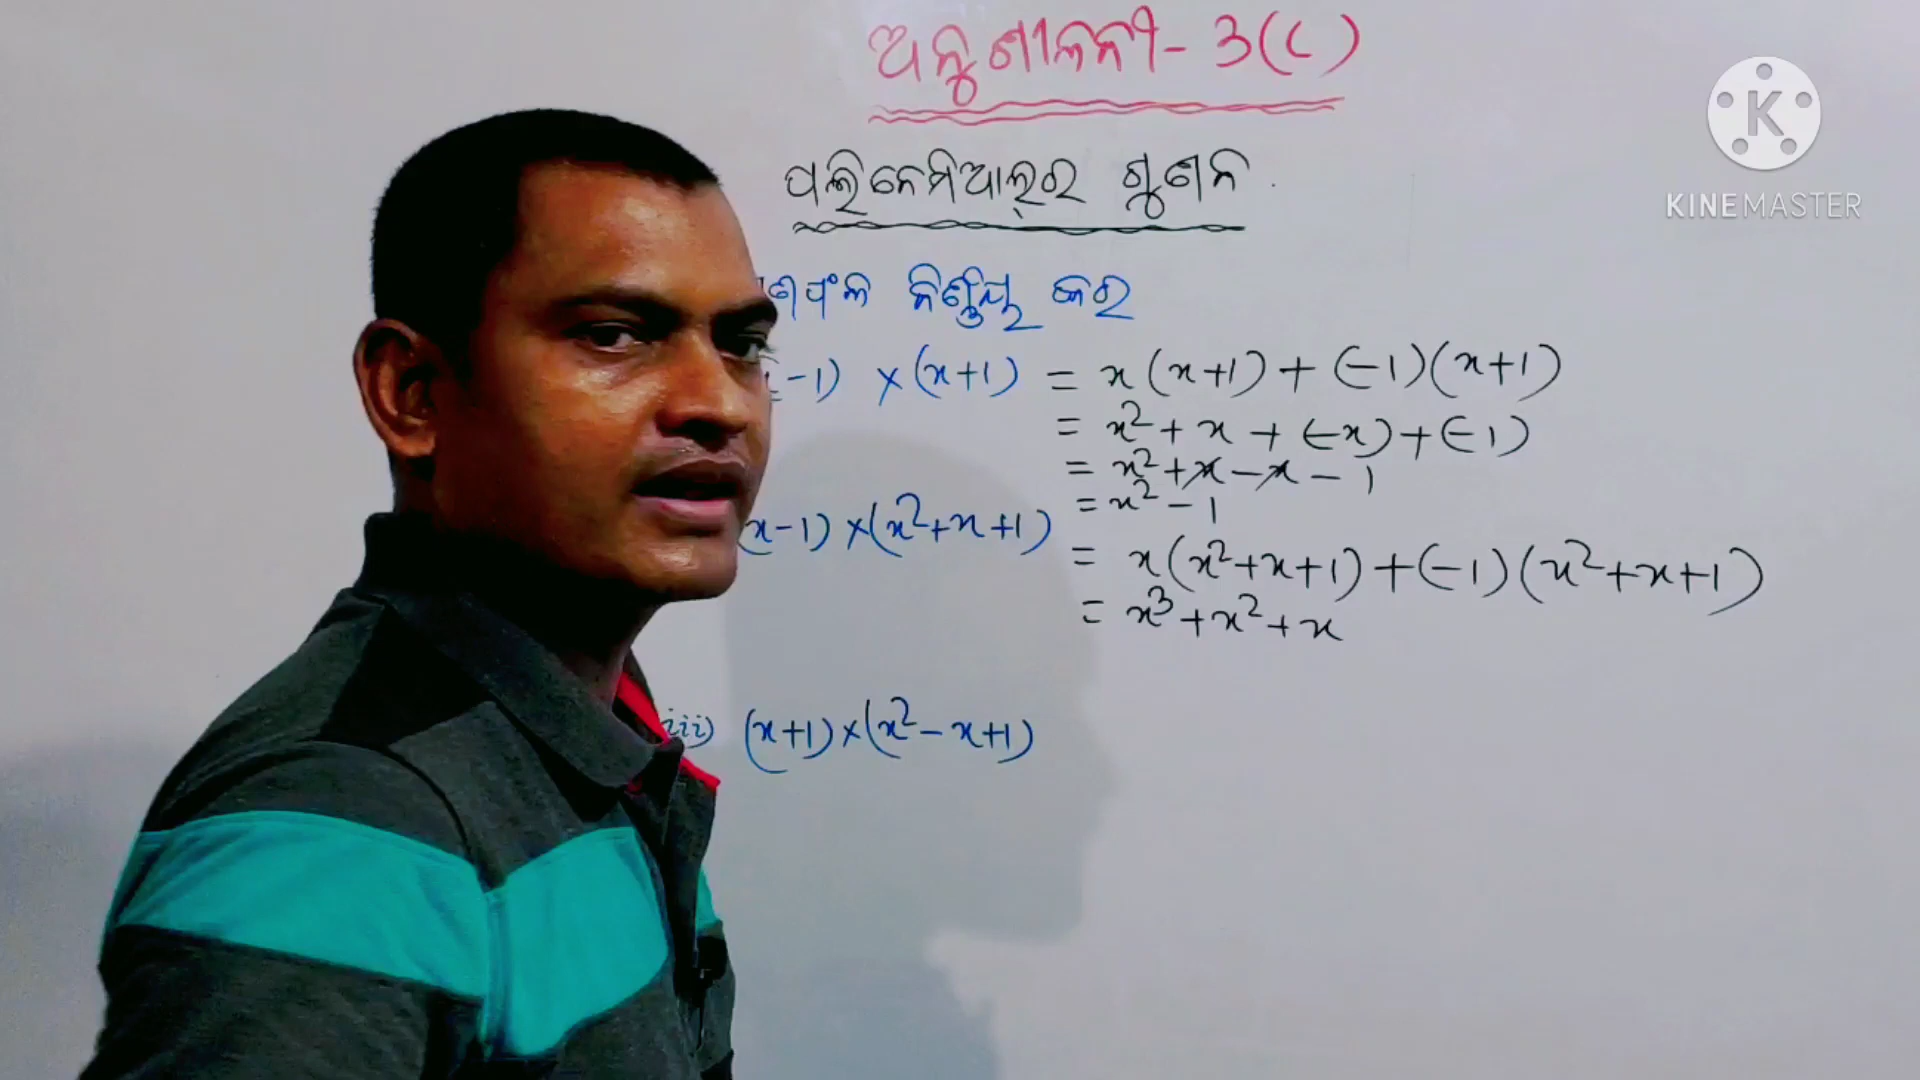 ଅନୁଶୀଳନୀ - 3(C)
ପଲିନେମିଆଲ୍‌ର ଗୁଣନ
ଣଫଳ ନିର୍ଣ୍ଣୟ କର
-1) × (x+1) = x(x+1) + (-1)(x+1)
= x² + x + (-x) + (-1)
= x² + x - x - 1
= x² - 1
(x-1) × (x²+x+1) = x(x²+x+1) + (-1)(x²+x+1)
= x³ + x² + x
iii) (x+1) × (x² - x+1)
K
KINEMASTER